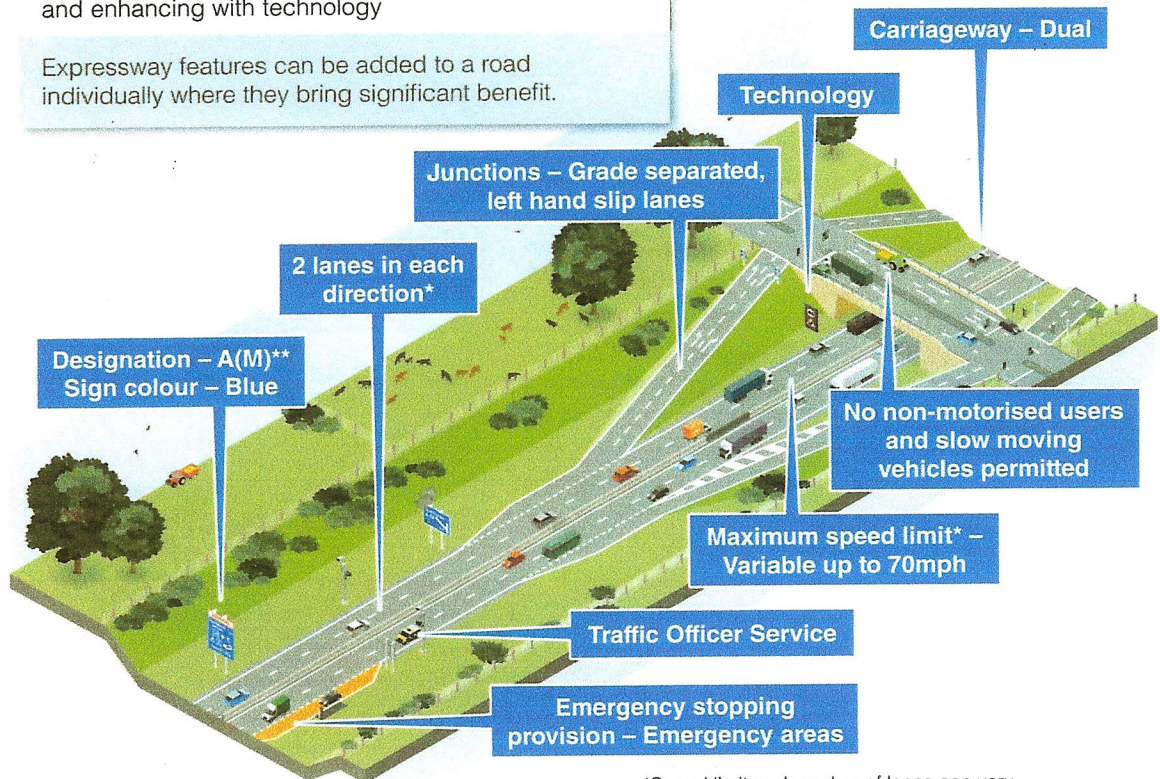 and enhancing with technology
Expressway features can be added to a road
individually where they bring significant benefit.
Carriageway – Dual
Technology
Junctions – Grade separated,
left hand slip lanes
2 lanes in each
direction*
Designation – A(M)**
Sign colour – Blue
No non-motorised users
and slow moving
vehicles permitted
Maximum speed limit* –
Variable up to 70mph
Traffic Officer Service
Emergency stopping
provision – Emergency areas